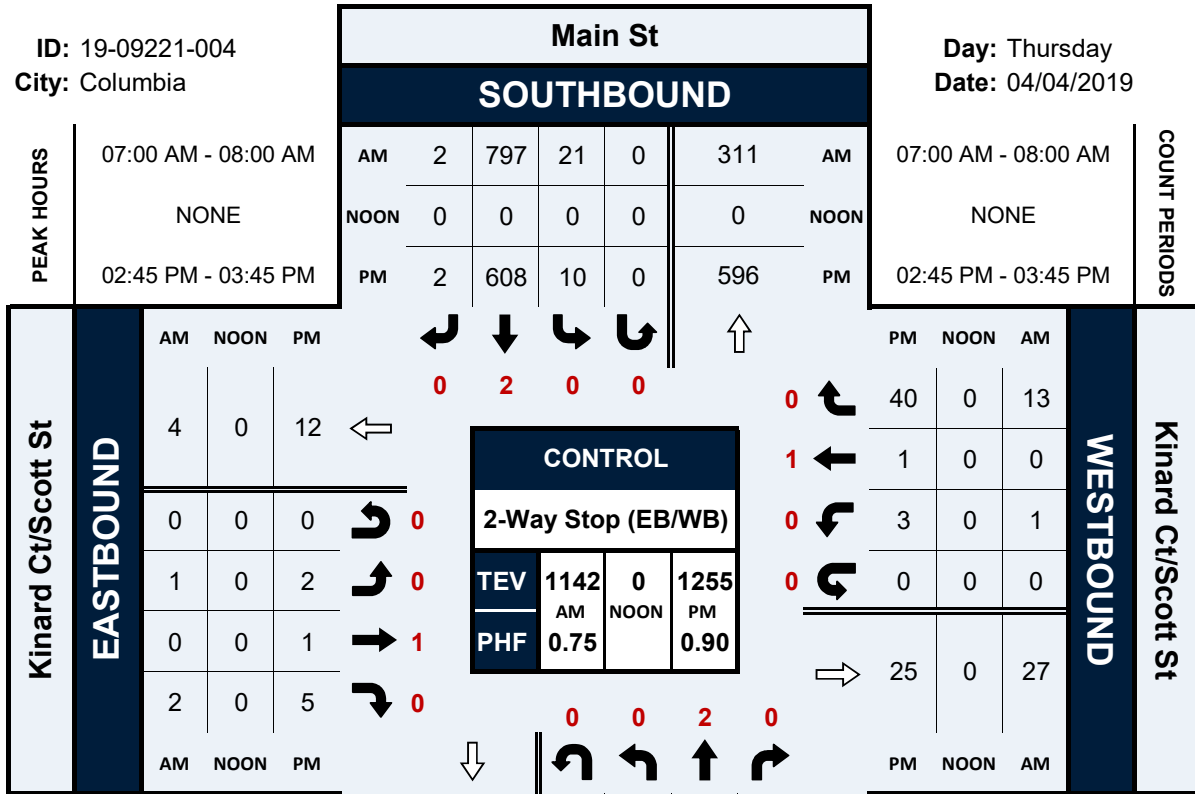 Main St
ID: 19-09221-004
Day: Thursday
City: Columbia
Date: 04/04/2019
SOUTHBOUND
PEAK HOURS
07:00 AM - 08:00 AM
AM 2 797 21 0 311 AM
07:00 AM - 08:00 AM
COUNT PERIODS
NONE
NOON 0 0 0 0 0 NOON
NONE
02:45 PM - 03:45 PM
PM 2 608 10 0 596 PM
02:45 PM - 03:45 PM
Kinard Ct/Scott St
EASTBOUND
AM NOON PM
4 0 12
0 0 0 0
1 0 2 0
0 0 1 1
2 0 5 0
AM NOON PM
0 2 0 0
CONTROL
2-Way Stop (EB/WB)
TEV 1142 0 1255
AM NOON PM
PHF 0.75 0.90
0 0 2 0
PM NOON AM
0 40 0 13
1 1 0 0
0 3 0 1
0 0 0 0
25 0 27
PM NOON AM
WESTBOUND
Kinard Ct/Scott St